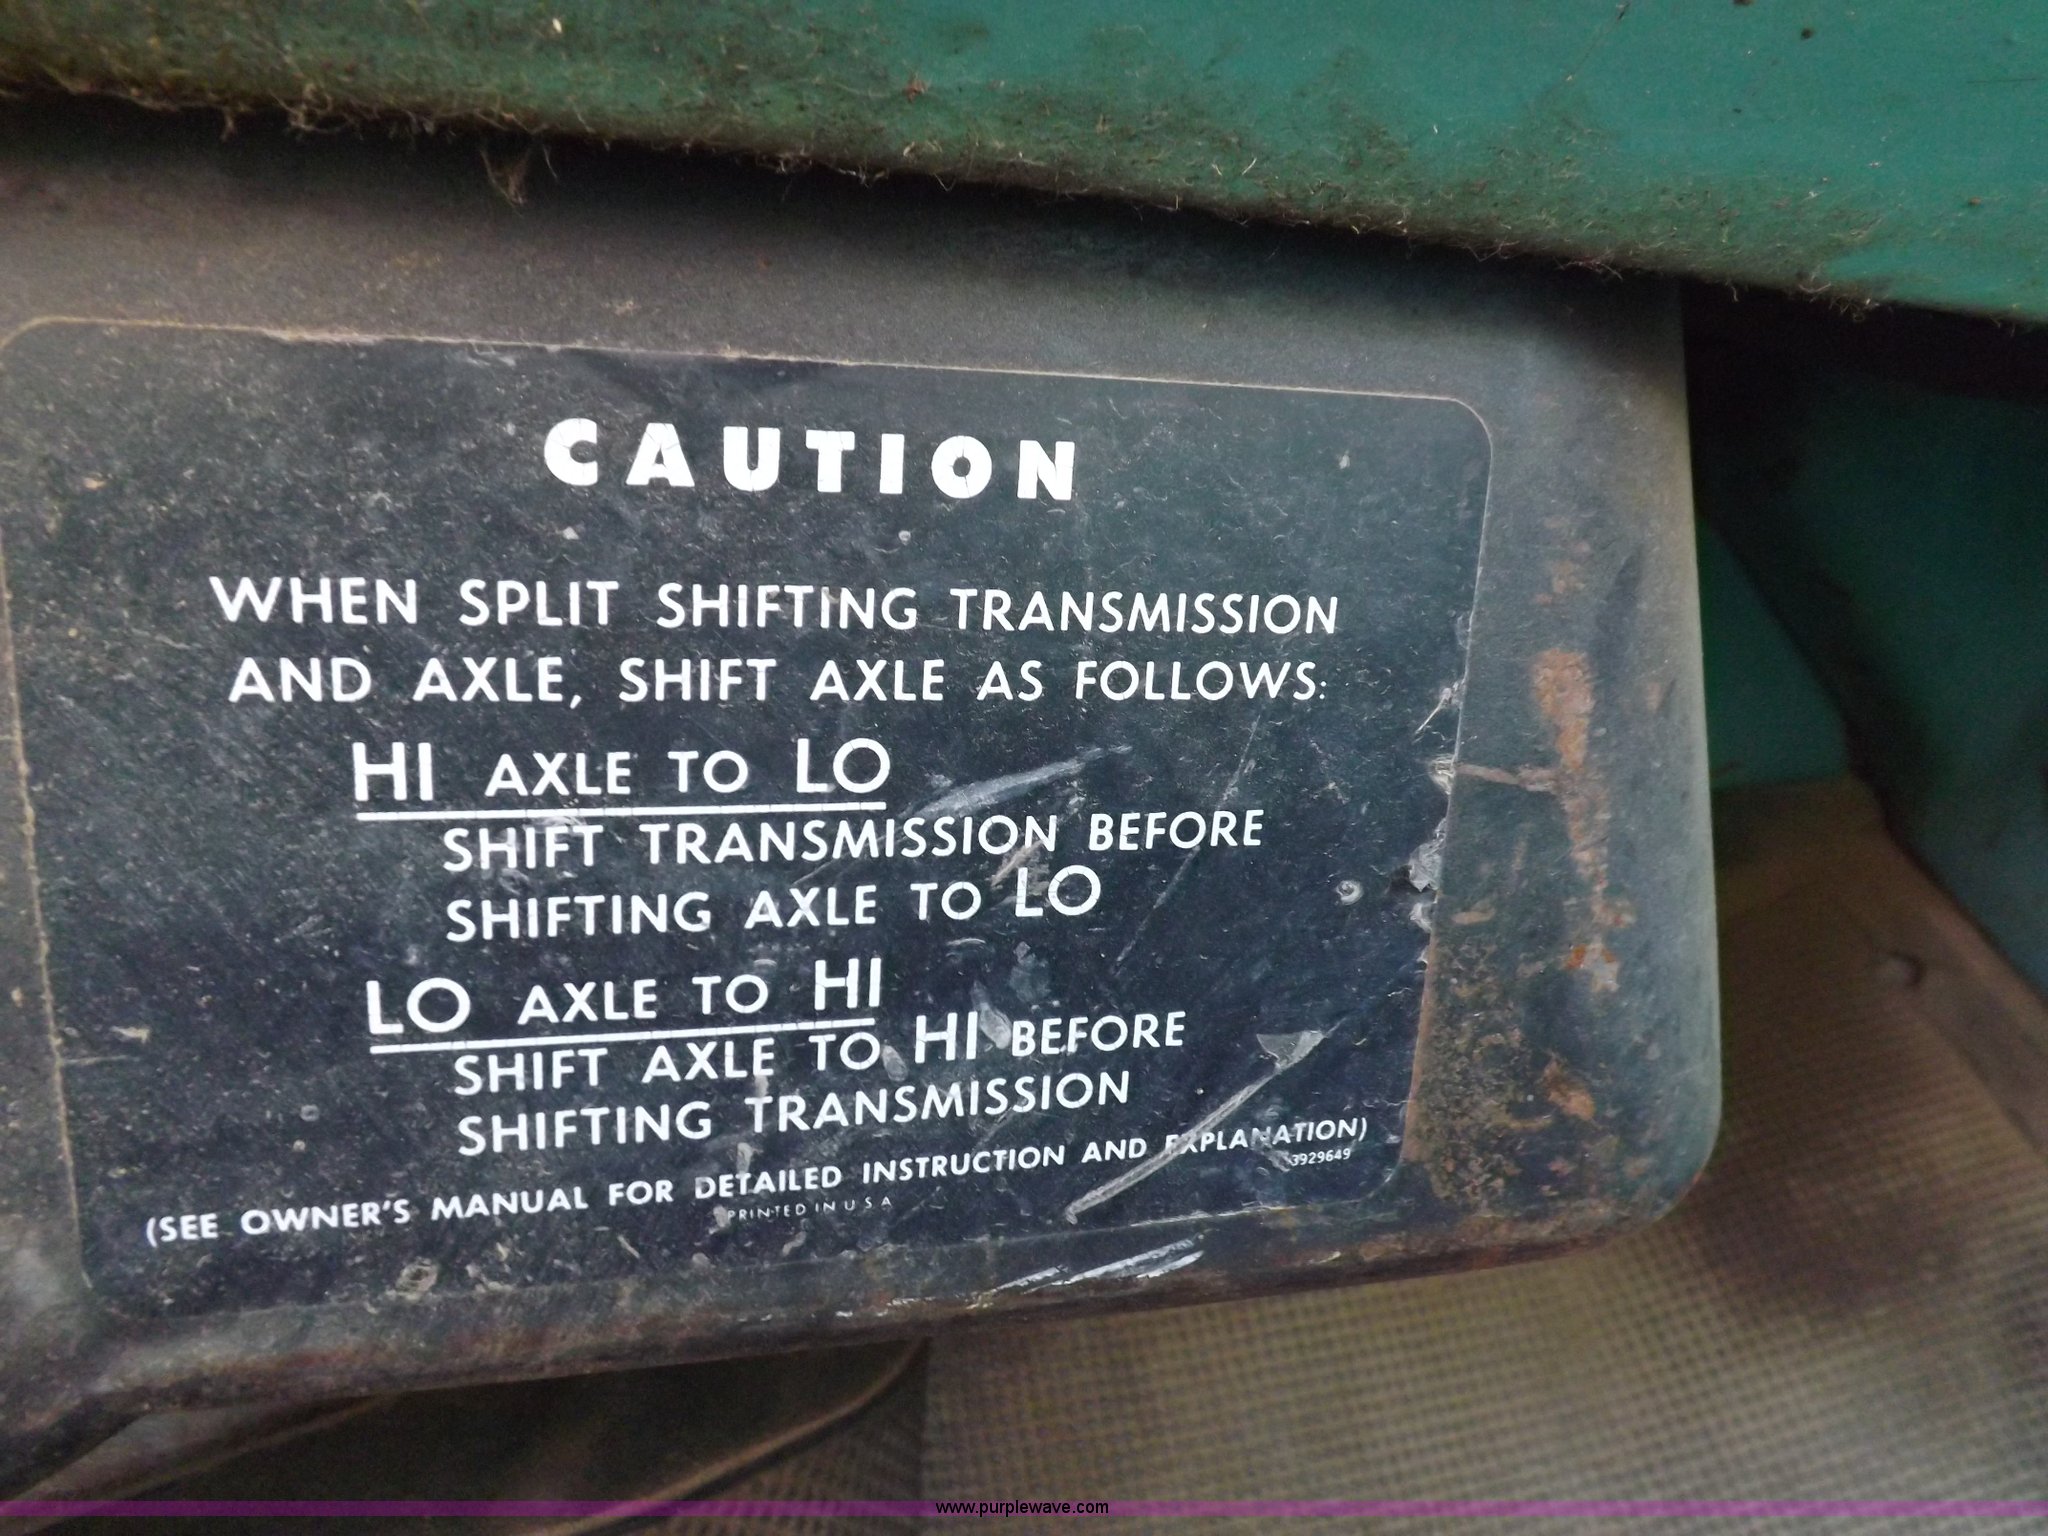 CAUTION
WHEN SPLIT SHIFTING TRANSMISSION
AND AXLE, SHIFT AXLE AS FOLLOWS:
HI AXLE TO LO
SHIFT TRANSMISSION BEFORE
SHIFTING AXLE TO LO
LO AXLE TO HI
SHIFT AXLE TO HI BEFORE
SHIFTING TRANSMISSION
(SEE OWNER'S MANUAL FOR DETAILED INSTRUCTION AND EXPLANATION)
3929649
PRINTED IN U S A
www.purplewave.com